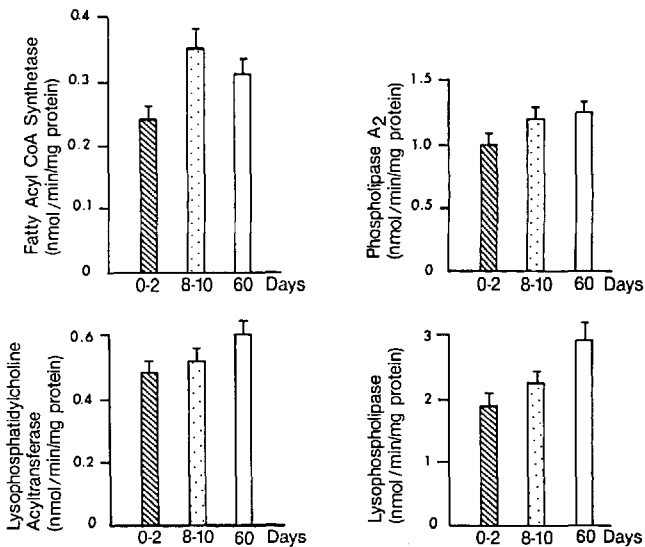 Fatty Acyl CoA Synthetase
(nmol/min/mg protein)
0.4
0.3
0.2
0.1
0
0-2 8-10 60 Days
Phospholipase A2
(nmol/min/mg protein)
1.5
1.0
0.5
0
0-2 8-10 60 Days
Lysophosphatidylcholine
Acyltransferase
(nmol/min/mg protein)
0.6
0.4
0.2
0
0-2 8-10 60 Days
Lysophospholipase
(nmol/min/mg protein)
3
2
1
0
0-2 8-10 60 Days